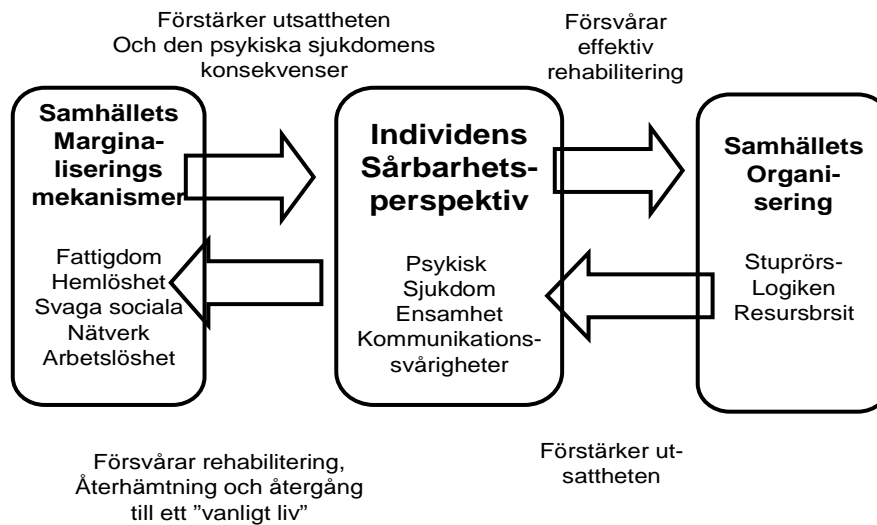 Förstärker utsattheten
Och den psykiska sjukdomens
konsekvenser
Försvårar
effektiv
rehabilitering
Samhällets
Margina-
liserings
mekanismer
Fattigdom
Hemlöshet
Svaga sociala
Nätverk
Arbetslöshet
Individens
Sårbarhets-
perspektiv
Psykisk
Sjukdom
Ensamhet
Kommunikations-
svårigheter
Samhällets
Organi-
sering
Stuprörs-
Logiken
Resursbrsit
Försvårar rehabilitering,
Återhämtning och återgång
till ett ”vanligt liv”
Förstärker ut-
sattheten